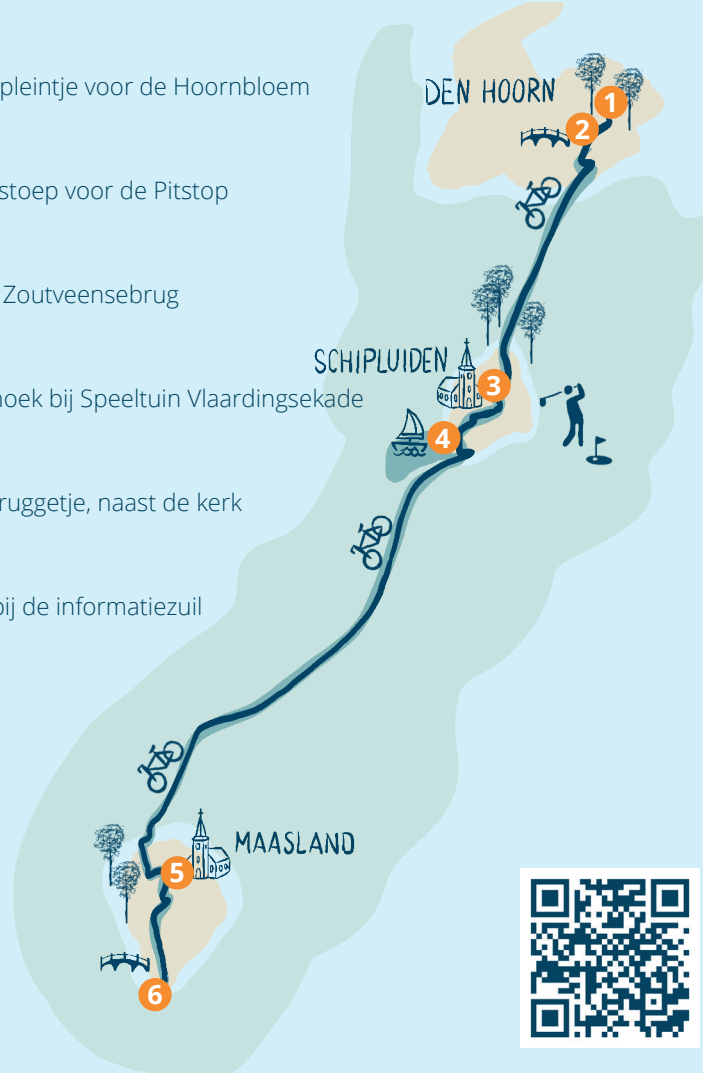 pleintje voor de Hoornbloem
DEN HOORN
1
2
stoep voor de Pitstop
Zoutveensebrug
SCHIPLUIDEN
3
hoek bij Speeltuin Vlaardingsekade
4
ruggetje, naast de kerk
bij de informatiezuil
MAASLAND
5
6